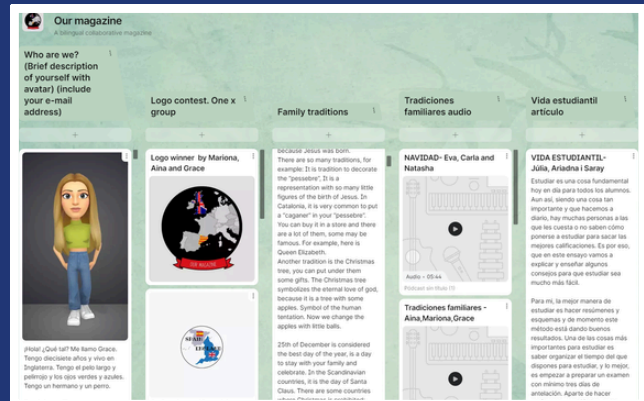 Our magazine
A bilingual collaborative magazine
Who are we?
(Brief description
of yourself with
avatar) (include
your e-mail
address)
Logo contest. One x
group
Family traditions
Tradiciones
familiares audio
Vida estudiantil
artículo
Logo winner by Mariona,
Aina and Grace
¡Hola! ¿Qué tal? Me llamo Grace.
Tengo diecisiete años y vivo en
Inglaterra. Tengo el pelo largo y
pelirrojo y los ojos verdes y azules.
Tengo un hermano y un perro.
because Jesus was born.
There are so many traditions, for
example: It is tradition to decorate
the "pessebre", It is a
representation with so many little
figures of the birth of Jesus. In
Catalonia, it is very common to put
a "caganer" in your "pessebre".
You can buy it in a store and there
are a lot of them, some may be
famous. For example, here is
Queen Elizabeth.
Another tradition is the Christmas
tree, you can put under them
some gifts. The Christmas tree
symbolizes the eternal love of god,
because it is a tree with some
apples. Symbol of the human
tentation. Now we change the
apples with little balls.
25th of December is considered
the best day of the year, is a day
to stay with your family and
celebrate. In the Scandinavian
countries, it is the day of Santa
Claus. There are some countries
NAVIDAD- Eva, Carla and
Natasha
Audio – 05:44
Podcast sin título (1)
Tradiciones familiares -
Aina,Mariona,Grace
VIDA ESTUDIANTIL-
Júlia, Ariadna i Saray
Estudiar es una cosa fundamental
hoy en día para todos los alumnos.
Aun así, siendo una cosa tan
importante y que hacemos a
diario, hay muchas personas a las
que les cuesta o no saben cómo
ponerse a estudiar para sacar las
mejores calificaciones. Es por eso,
que en este ensayo vamos a
explicar y enseñar algunos
consejos para que estudiar sea
mucho más fácil.
Para mí, la mejor manera de
estudiar es hacer resúmenes y
esquemas y de momento este
método está dando buenos
resultados. Una de las cosas más
importantes para estudiar es
saber organizar el tiempo del que
dispones para estudiar, y lo mejor,
es empezar a preparar un examen
con mínimo tres días de
antelación. Aparte de hacer